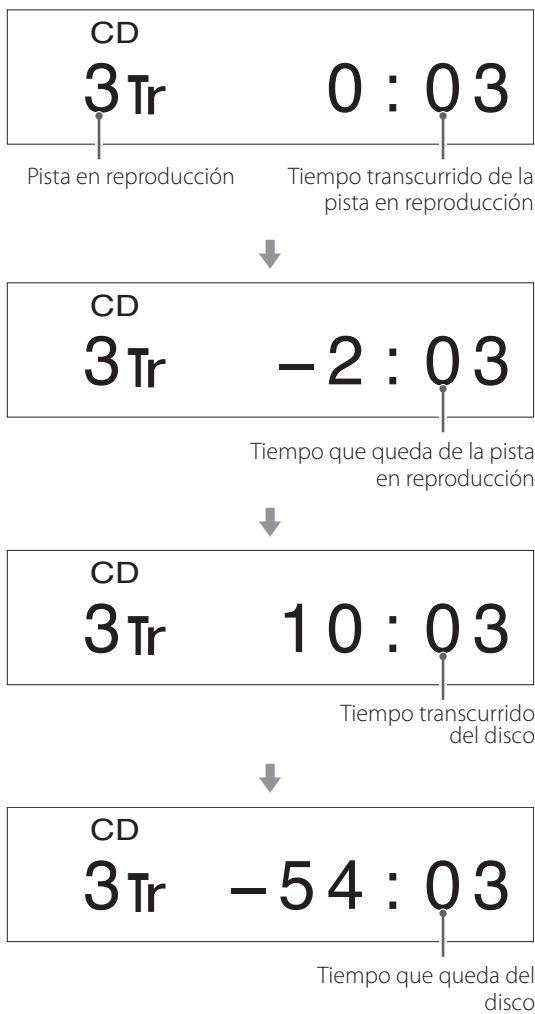 CD
3Tr 0:03
Pista en reproducción
Tiempo transcurrido de la
pista en reproducción
CD
3Tr –2:03
Tiempo que queda de la pista
en reproducción
CD
3Tr 10:03
Tiempo transcurrido
del disco
CD
3Tr –54:03
Tiempo que queda del
disco